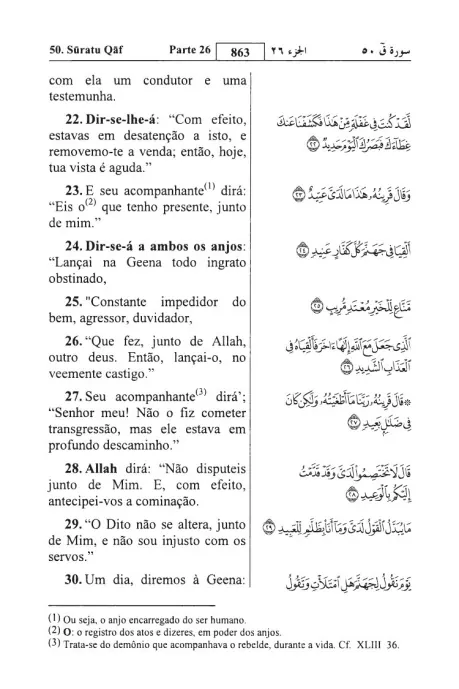 50. Sūratu Qāf Parte 26 863 الجزء ٢٦ سورة ق ٥٠
com ela um condutor e uma
testemunha.
22. Dir-se-lhe-á: “Com efeito,
estavas em desatenção a isto, e
removemo-te a venda; então, hoje,
tua vista é aguda.”
23. E seu acompanhante(1) dirá:
“Eis o(2) que tenho presente, junto
de mim.”
24. Dir-se-á a ambos os anjos:
“Lançai na Geena todo ingrato
obstinado,
25. "Constante impedidor do
bem, agressor, duvidador,
26. “Que fez, junto de Allah,
outro deus. Então, lançai-o, no
veemente castigo.”
27. Seu acompanhante(3) dirá`;
“Senhor meu! Não o fiz cometer
transgressão, mas ele estava em
profundo descaminho.”
28. Allah dirá: “Não disputeis
junto de Mim. E, com efeito,
antecipei-vos a cominação.
29. “O Dito não se altera, junto
de Mim, e não sou injusto com os
servos.”
30. Um dia, diremos à Geena:
لَّقَدْ كُنتَ فِي غَفْلَةٍ مِّنْ هَٰذَا فَكَشَفْنَا عَنكَ
غِطَاءَكَ فَبَصَرُكَ الْيَوْمَ حَدِيدٌ ﴿٢٢﴾
وَقَالَ قَرِينُهُ هَٰذَا مَا لَدَيَّ عَتِيدٌ ﴿٢٣﴾
أَلْقِيَا فِي جَهَنَّمَ كُلَّ كَفَّارٍ عَنِيدٍ ﴿٢٤﴾
مَّنَّاعٍ لِّلْخَيْرِ مُعْتَدٍ مُّرِيبٍ ﴿٢٥﴾
الَّذِي جَعَلَ مَعَ اللَّهِ إِلَٰهًا ءَاخَرَ فَأَلْقِيَاهُ فِي
الْعَذَابِ الشَّدِيدِ ﴿٢٦﴾
* قَالَ قَرِينُهُ رَبَّنَا مَا أَطْغَيْتُهُ وَلَٰكِن كَانَ
فِي ضَلَٰلٍ بَعِيدٍ ﴿٢٧﴾
قَالَ لَا تَخْتَصِمُوا لَدَيَّ وَقَدْ قَدَّمْتُ
إِلَيْكُم بِالْوَعِيدِ ﴿٢٨﴾
مَا يُبَدَّلُ الْقَوْلُ لَدَيَّ وَمَا أَنَا بِظَلَّٰمٍ لِّلْعَبِيدِ ﴿٢٩﴾
يَوْمَ نَقُولُ لِجَهَنَّمَ هَلِ امْتَلَأْتِ وَتَقُولُ
(1) Ou seja, o anjo encarregado do ser humano.
(2) O: o registro dos atos e dizeres, em poder dos anjos.
(3) Trata-se do demônio que acompanhava o rebelde, durante a vida. Cf. XLIII 36.